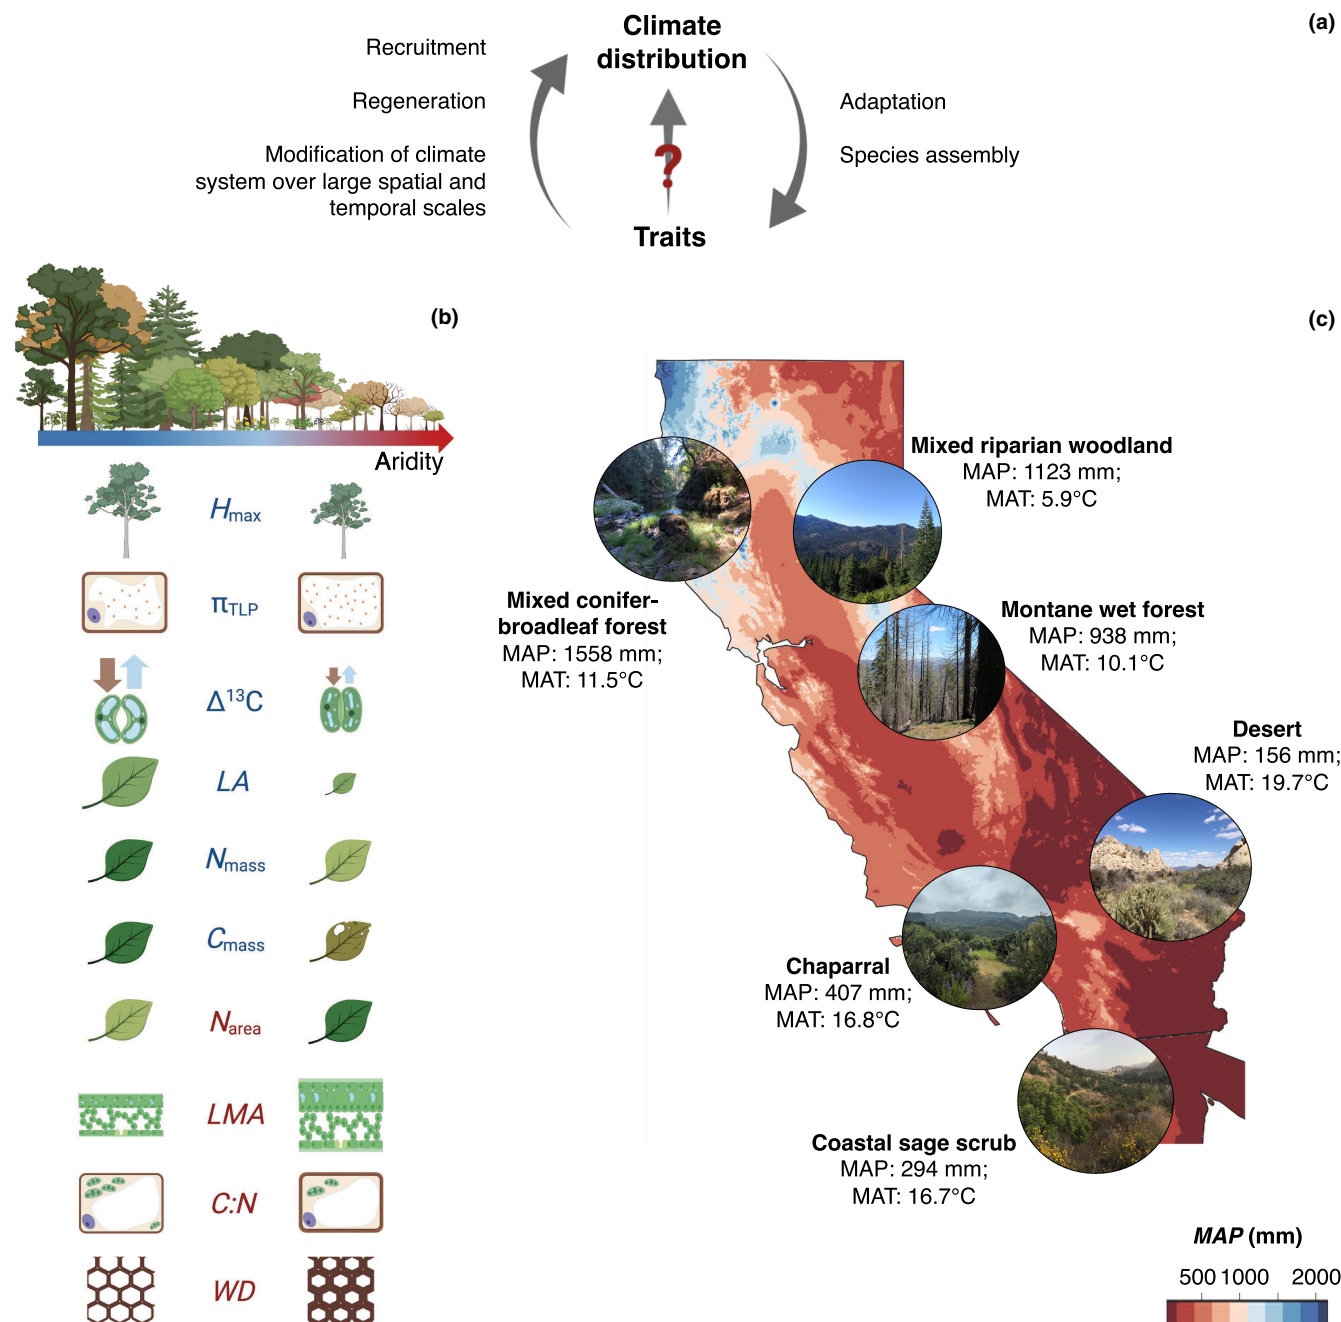 (a)
Climate
distribution
Recruitment
Regeneration
Modification of climate
system over large spatial and
temporal scales
Adaptation
Species assembly
?
Traits
(b)
Aridity
Hmax
πTLP
Δ¹³C
LA
Nmass
Cmass
Narea
LMA
C:N
WD
(c)
Mixed riparian woodland
MAP: 1123 mm;
MAT: 5.9°C
Mixed conifer-
broadleaf forest
MAP: 1558 mm;
MAT: 11.5°C
Montane wet forest
MAP: 938 mm;
MAT: 10.1°C
Desert
MAP: 156 mm;
MAT: 19.7°C
Chaparral
MAP: 407 mm;
MAT: 16.8°C
Coastal sage scrub
MAP: 294 mm;
MAT: 16.7°C
MAP (mm)
500 1000 2000